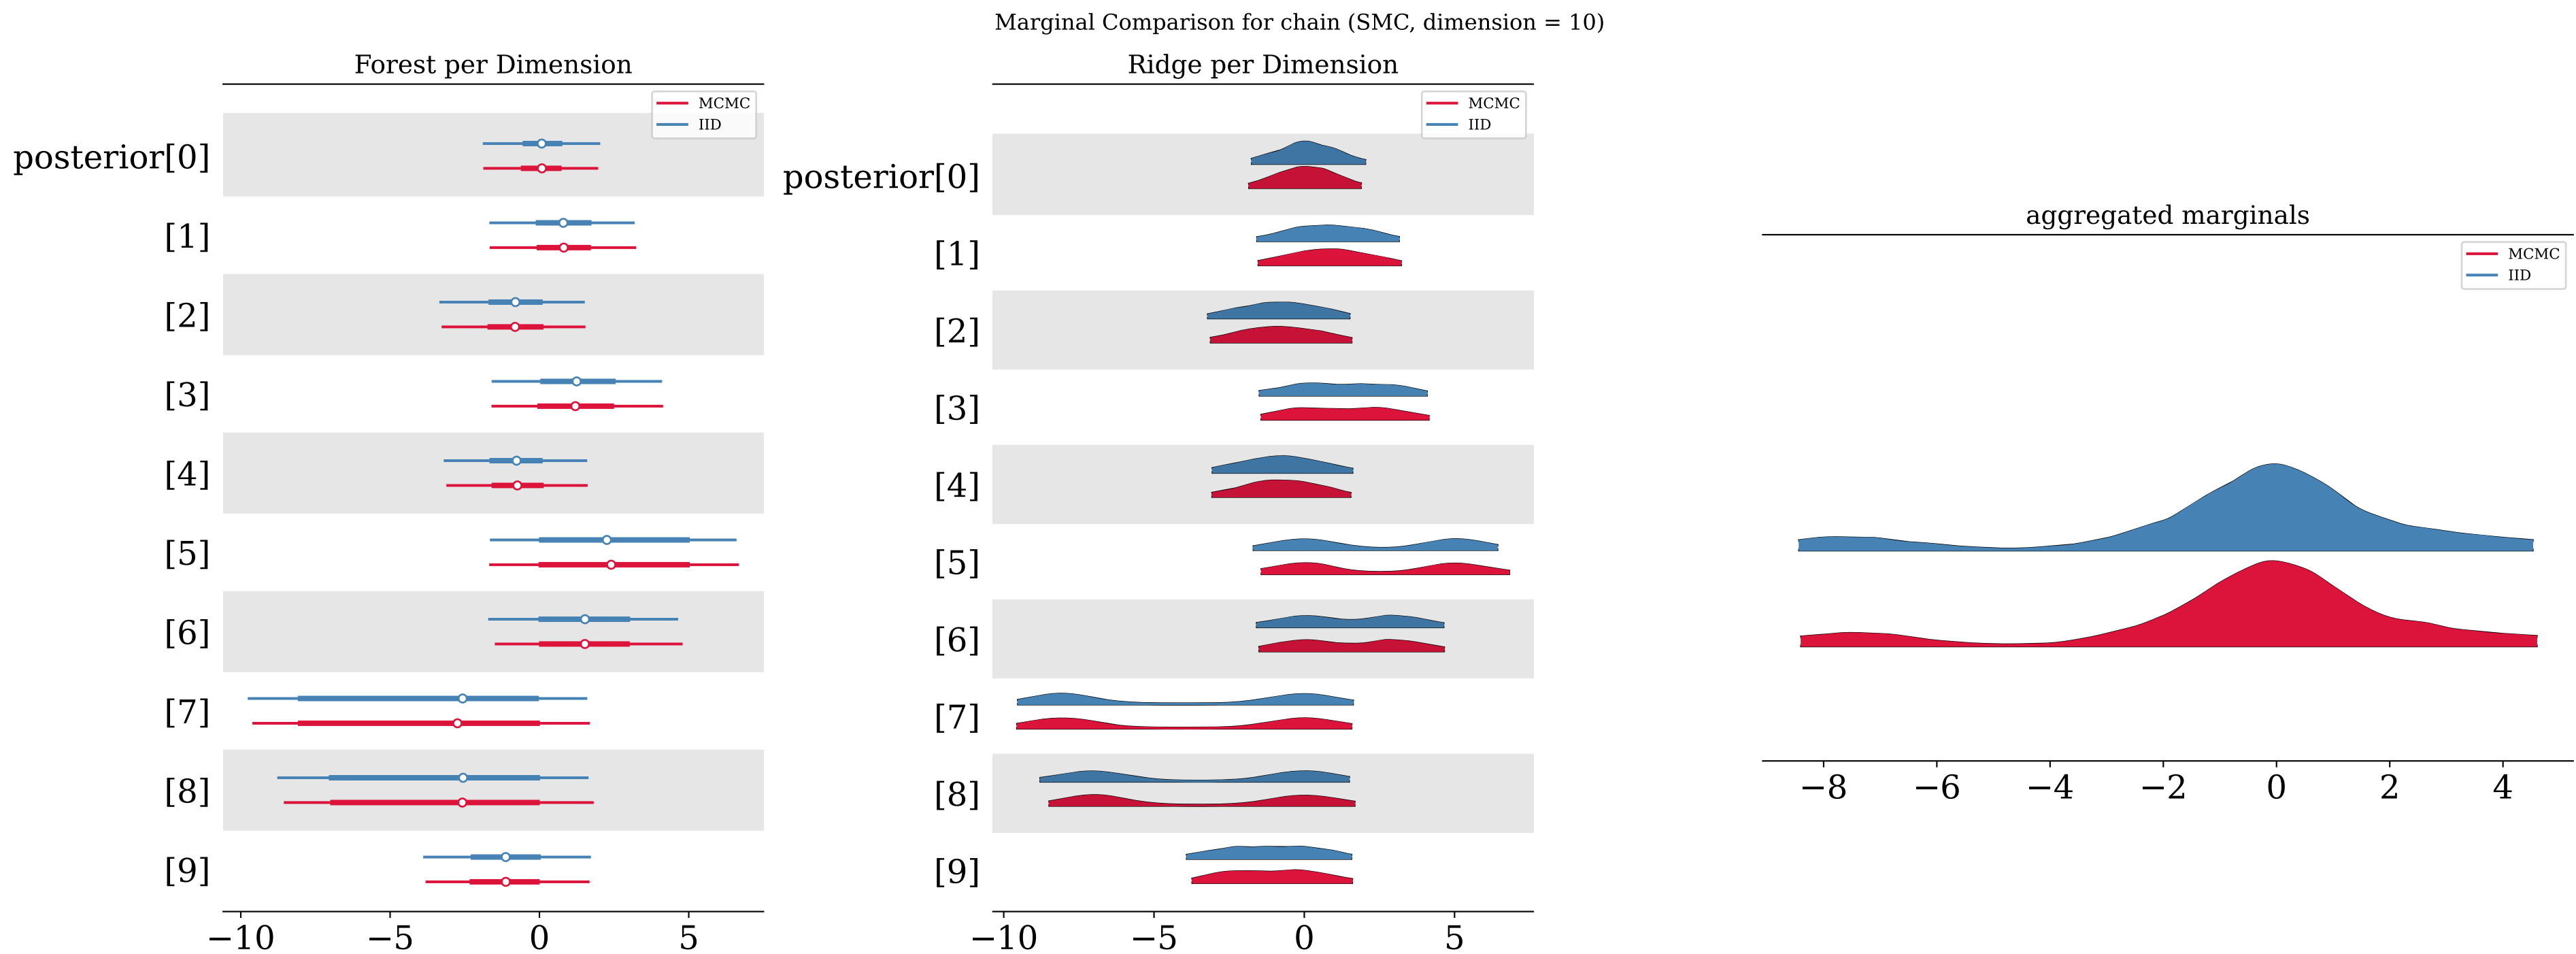 Marginal Comparison for chain (SMC, dimension = 10)
Forest per Dimension
MCMC
IID
posterior[0]
[1]
[2]
[3]
[4]
[5]
[6]
[7]
[8]
[9]
−10 −5 0 5
Ridge per Dimension
MCMC
IID
posterior[0]
[1]
[2]
[3]
[4]
[5]
[6]
[7]
[8]
[9]
−10 −5 0 5
aggregated marginals
MCMC
IID
−8 −6 −4 −2 0 2 4